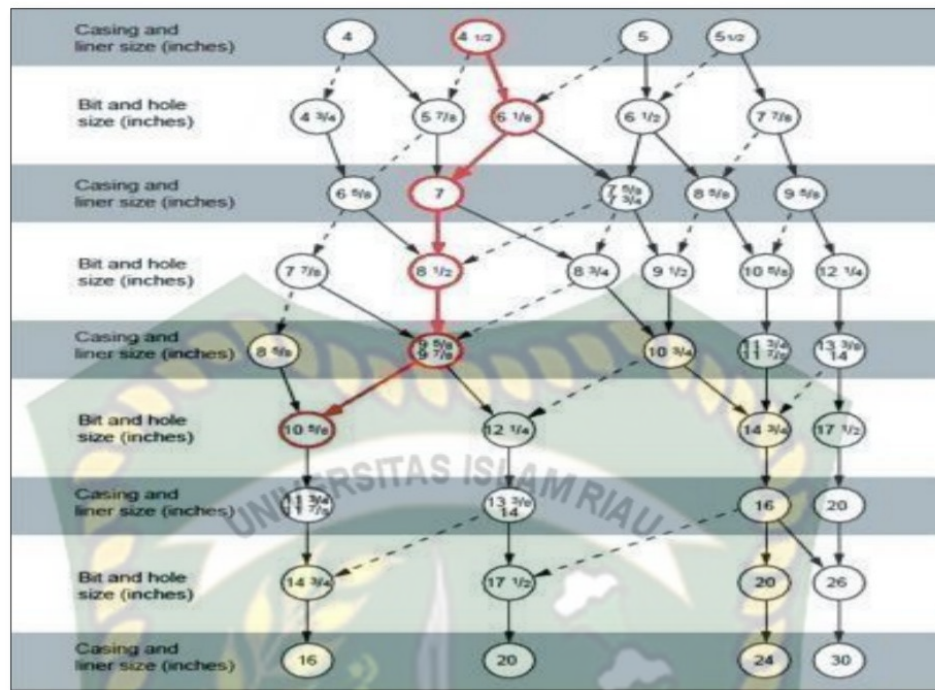 Casing and
liner size (inches)
4
4 1/2
5
5 1/2
Bit and hole
size (inches)
4 3/4
5 7/8
6 1/8
6 1/2
7 7/8
Casing and
liner size (inches)
6 5/8
7
7 5/8
7 3/4
8 5/8
9 5/8
Bit and hole
size (inches)
7 7/8
8 1/2
8 3/4
9 1/2
10 5/8
12 1/4
Casing and
liner size (inches)
8 5/8
9 5/8
9 7/8
10 3/4
11 3/4
11 7/8
13 3/8
14
Bit and hole
size (inches)
10 5/8
12 1/4
14 3/4
17 1/2
UNIVERSITAS ISLAM RIAU
Casing and
liner size (inches)
11 3/4
11 7/8
13 3/8
14
16
20
Bit and hole
size (inches)
14 3/4
17 1/2
20
26
Casing and
liner size (inches)
16
20
24
30